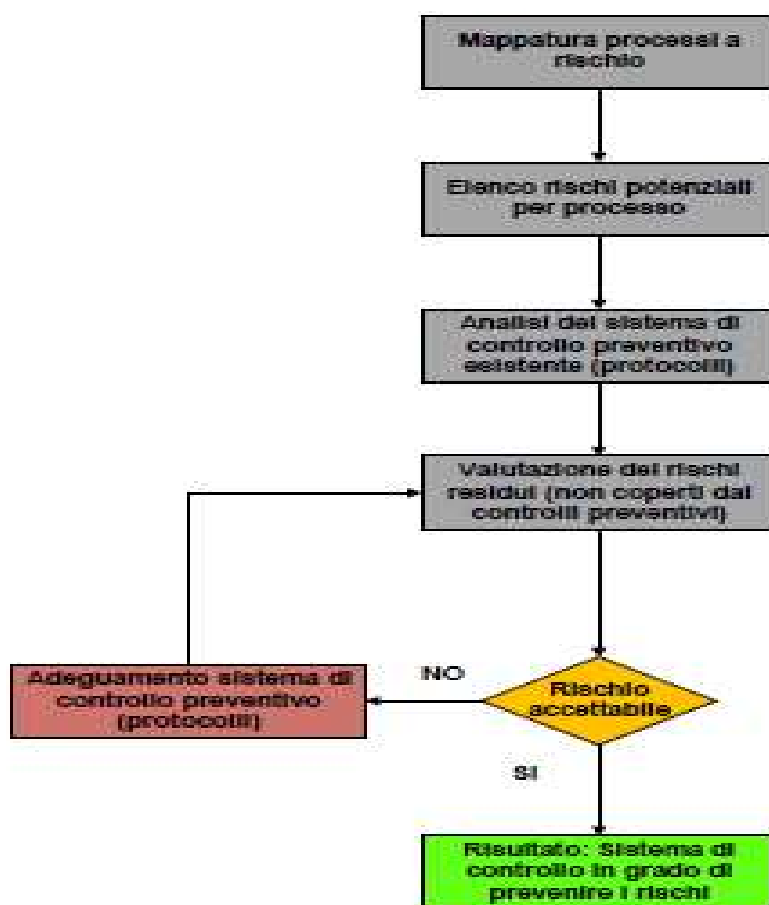 Mappatura processi a
rischio
Elenco rischi potenziali
per processo
Analisi del sistema di
controllo preventivo
esistente (protocolli)
Valutazione dei rischi
residui (non coperti dai
controlli preventivi)
Adeguamento sistema di
controllo preventivo
(protocolli)
NO
Rischio
accettabile
SI
Risultato: Sistema di
controllo in grado di
prevenire i rischi